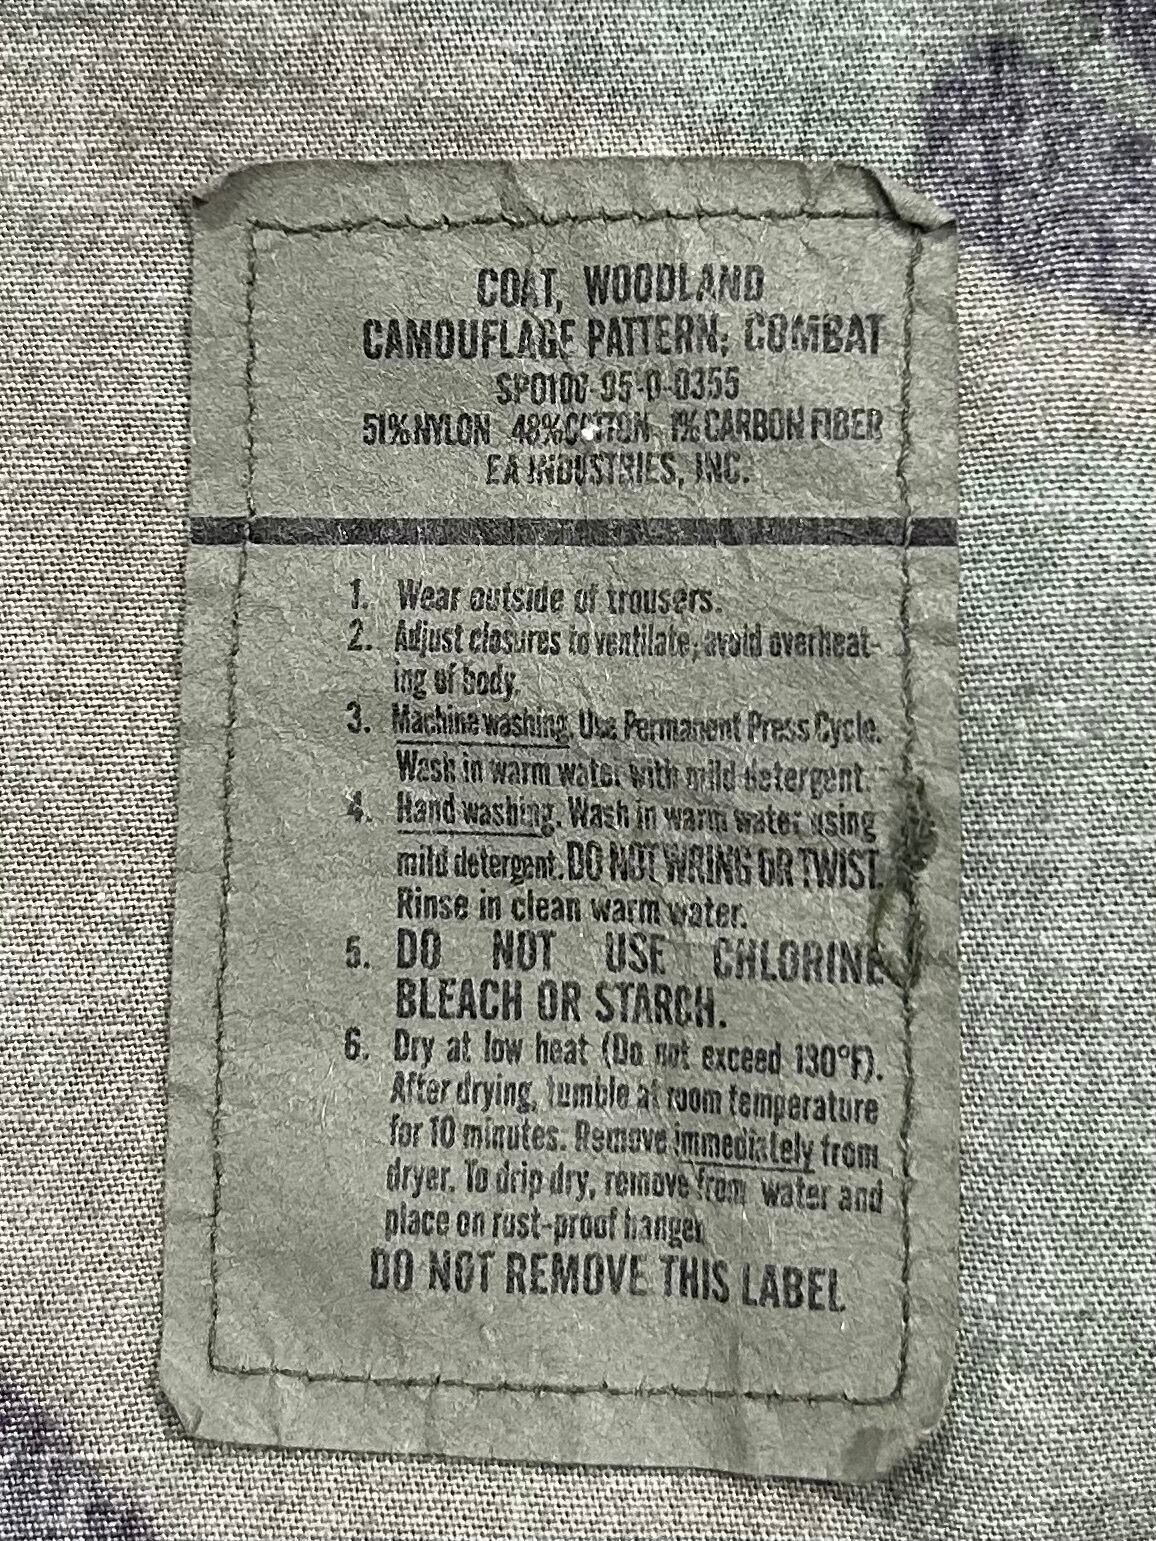 COAT, WOODLAND
CAMOUFLAGE PATTERN, COMBAT
SP0100-95-D-0355
51% NYLON 48% COTTON 1% CARBON FIBER
EA INDUSTRIES, INC.
1. Wear outside of trousers.
2. Adjust closures to ventilate, avoid overheat-
ing of body.
3. Machine washing. Use Permanent Press Cycle.
Wash in warm water with mild detergent.
4. Hand washing. Wash in warm water using
mild detergent. DO NOT WRING OR TWIST.
Rinse in clean warm water.
5. DO NOT USE CHLORINE
BLEACH OR STARCH.
6. Dry at low heat (Do not exceed 130°F).
After drying, tumble at room temperature
for 10 minutes. Remove immediately from
dryer. To drip dry, remove from water and
place on rust-proof hanger
DO NOT REMOVE THIS LABEL